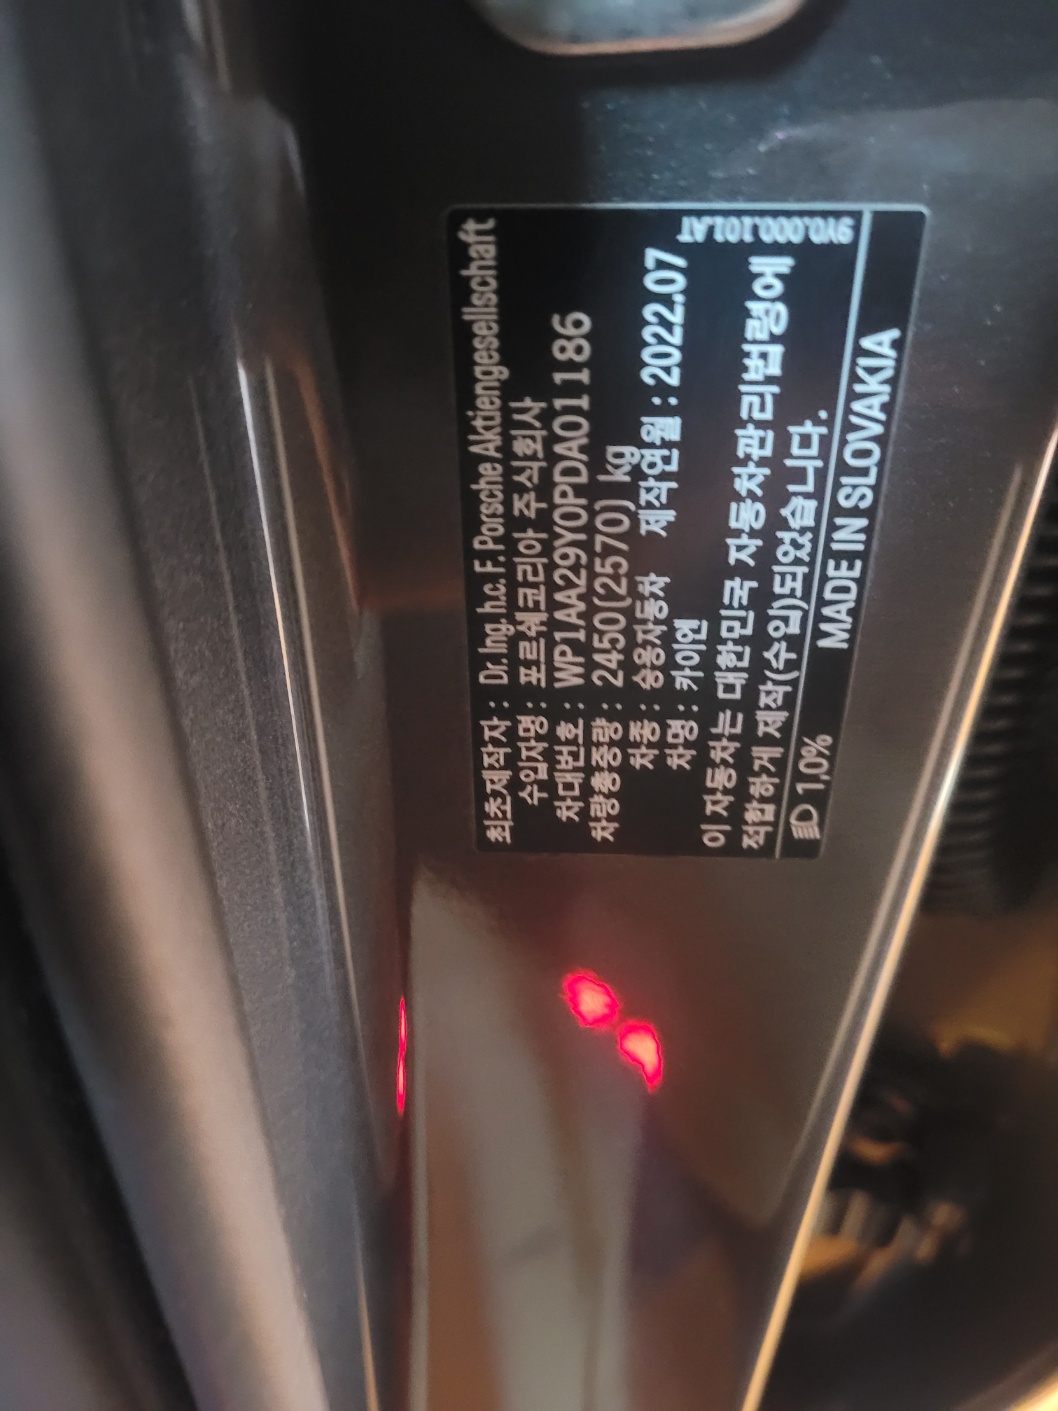 최초제작자 : Dr. Ing. h.c. F. Porsche Aktiengesellschaft
수입자명 : 포르쉐코리아 주식회사
차대번호 : WP1AA29Y0PDA01186
차량총중량 : 2450(2570) kg
차종 : 승용자동차 제작연월 : 2022.07
차명 : 카이엔
이 자동차는 대한민국 자동차관리법령에
적합하게 제작(수입)되었습니다.
1,0% MADE IN SLOVAKIA
9Y0.000.101.AT